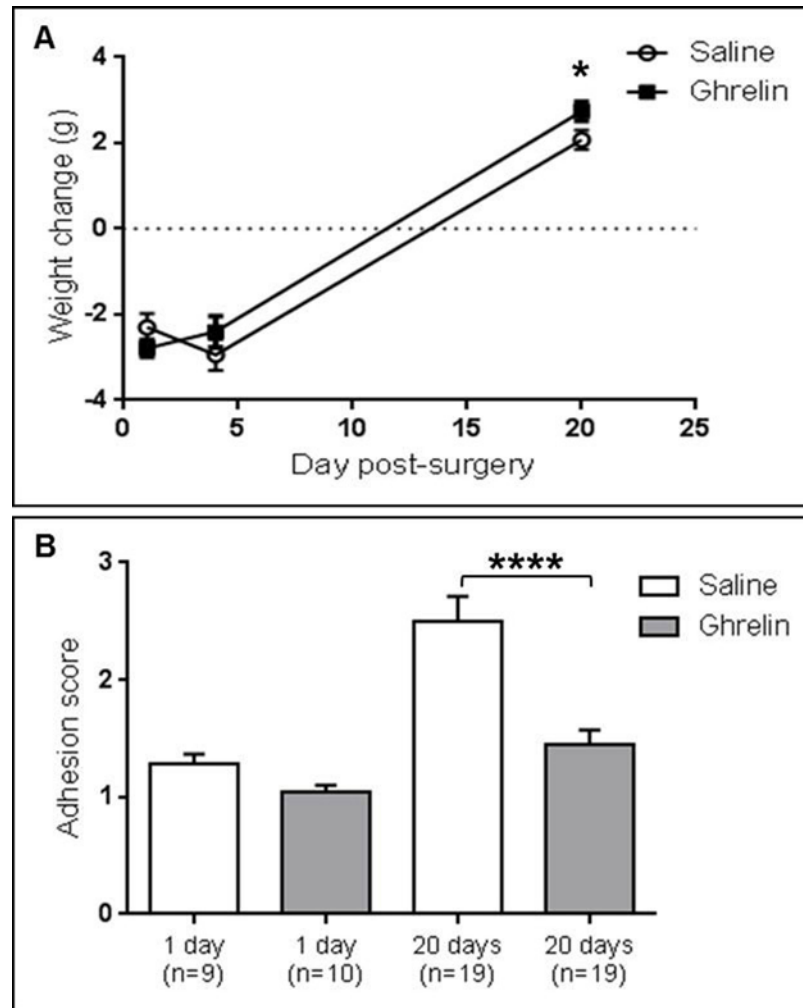 A
Saline
Ghrelin
*
4
2
0
-2
-4
Weight change (g)
0
5
10
15
20
25
Day post-surgery
B
Saline
Ghrelin
****
3
2
1
0
Adhesion score
1 day
(n=9)
1 day
(n=10)
20 days
(n=19)
20 days
(n=19)